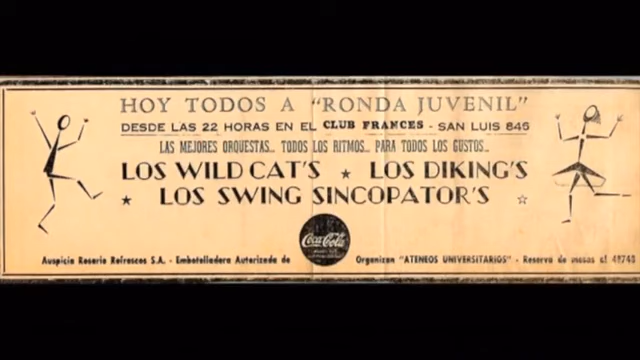 HOY TODOS A "RONDA JUVENIL"
DESDE LAS 22 HORAS EN EL CLUB FRANCES - SAN LUIS 846
LAS MEJORES ORQUESTAS... TODOS LOS RITMOS... PARA TODOS LOS GUSTOS...
LOS WILD CAT'S ★ LOS DIKING'S
★ LOS SWING SINCOPATOR'S ☆
Coca-Cola
Auspicia Rosario Refrescos S.A. - Embotelladora Autorizada de
Organizan "ATENEOS UNIVERSITARIOS" - Reserva de mesas al 49743